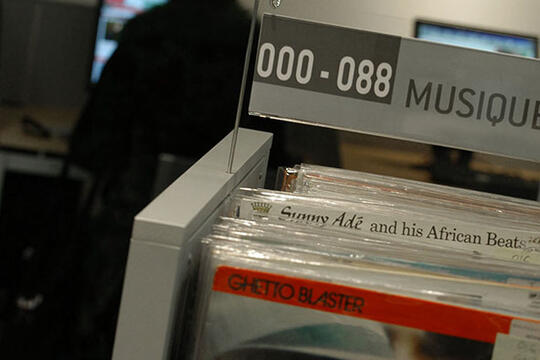 000 - 088
MUSIQUE
Sunny Adé and his African Beats
GHETTO BLASTER